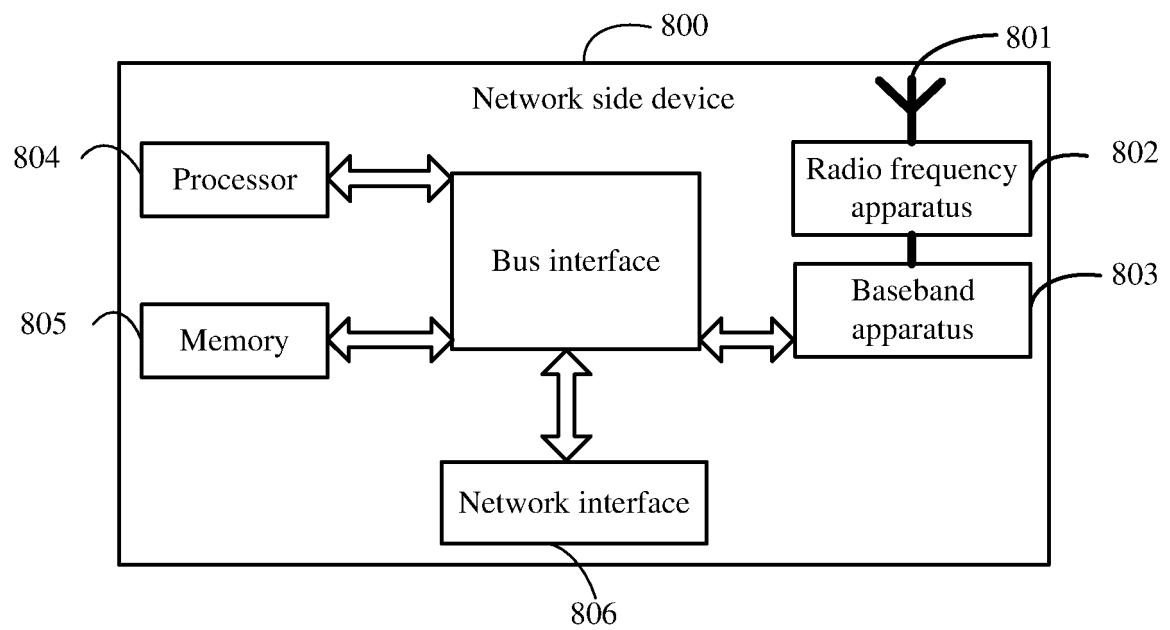 800
801
Network side device
804
Processor
802
Radio frequency
apparatus
Bus interface
803
Baseband
apparatus
805
Memory
Network interface
806